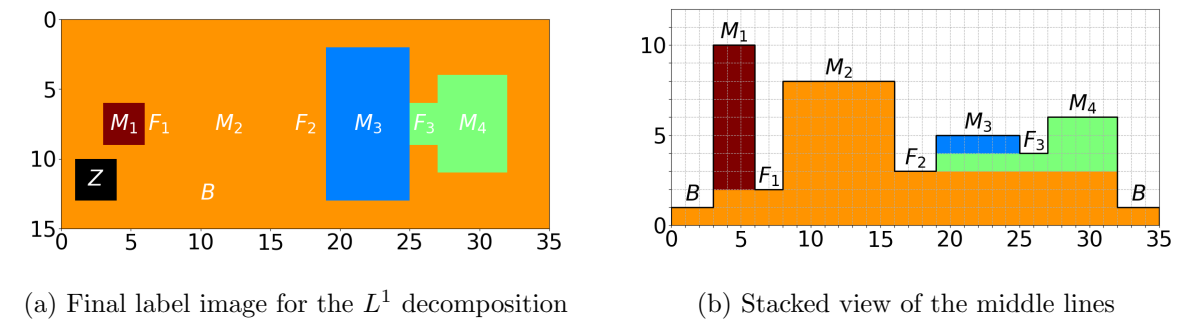 0
5
10
15
M₁ F₁ M₂ F₂ M₃ F₃ M₄
Z
B
0 5 10 15 20 25 30 35
(a) Final label image for the L¹ decomposition
10
5
0
M₁
M₂
M₄
M₃
F₃
F₂
F₁
B B
0 5 10 15 20 25 30 35
(b) Stacked view of the middle lines